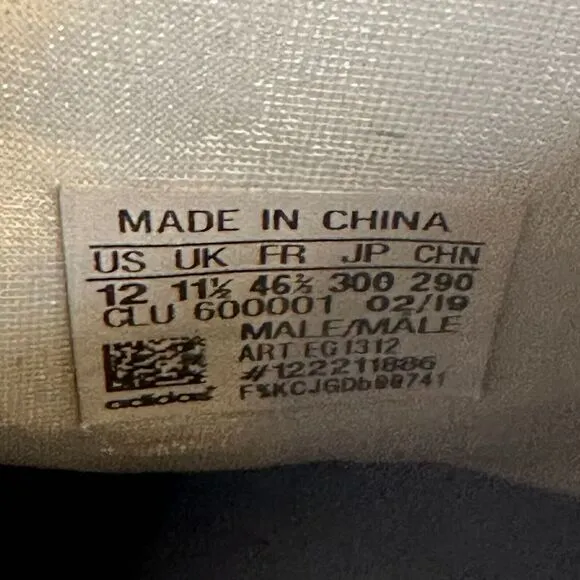 MADE IN CHINA
US UK FR JP CHN
12 11½ 46⅔ 300 290
CLU 600001 02/19
MALE/MALE
ART EG1312
#122211886
adidas